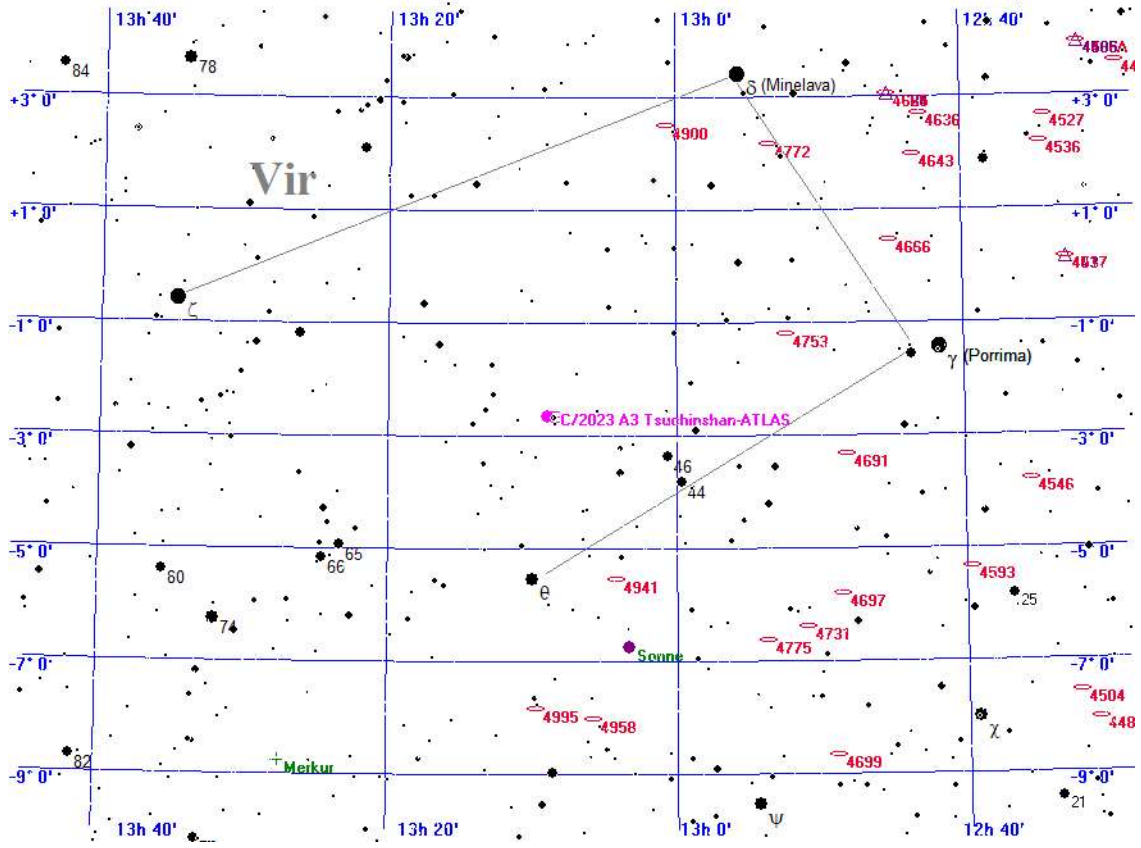 13h 40' 13h 20' 13h 0' 12h 40'
84 78
δ (Minelava)
+3° 0' +3° 0'
4636 4527
4900 4536
4772 4643
Vir
+1° 0' +1° 0'
4666
ζ
-1° 0' -1° 0'
4753
γ (Porrima)
C/2023 A3 Tsuchinshan-ATLAS
-3° 0' -3° 0'
46 4691
44 4546
-5° 0' -5° 0'
65
66 4593
60 θ 4941
4697 25
74 4731
4775
Sonne
-7° 0' -7° 0'
4504
4995 4958 χ
82 Merkur 4699
-9° 0' -9° 0'
21
ψ
13h 40' 13h 20' 13h 0' 12h 40'